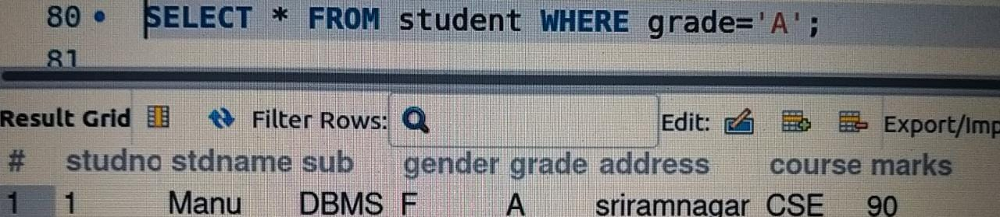 80 SELECT * FROM student WHERE grade='A';
81
Result Grid Filter Rows: Edit: Export/Imp
# studno stdname sub gender grade address course marks
1 1 Manu DBMS F A sriramnagar CSE 90